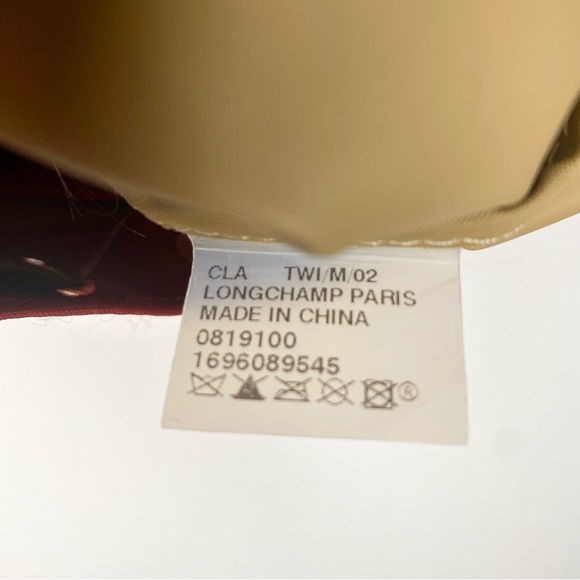 CLA TWI/M/02
LONGCHAMP PARIS
MADE IN CHINA
0819100
1696089545